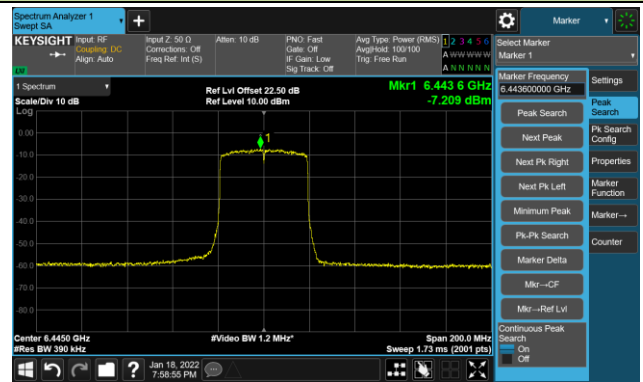 Spectrum Analyzer 1
Swept SA
Marker
KEYSIGHT
Input: RF
Coupling: DC
Align: Auto
Input Z: 50 Ω
Corrections: Off
Freq Ref: Int (S)
Atten: 10 dB
PNO: Fast
Gate: Off
IF Gain: Low
Sig Track: Off
Avg Type: Power (RMS)
Avg|Hold: 100/100
Trig: Free Run
1 2 3 4 5 6
A W W W W W
A N N N N N
LW
1 Spectrum
Scale/Div 10 dB
Log
Ref Lvl Offset 22.50 dB
Ref Level 10.00 dBm
Mkr1 6.443 6 GHz
-7.209 dBm
0.00
-10.0
-20.0
-30.0
-40.0
-50.0
-60.0
-70.0
-80.0
1
Center 6.4450 GHz
#Res BW 390 kHz
#Video BW 1.2 MHz*
Span 200.0 MHz
Sweep 1.73 ms (2001 pts)
Select Marker
Marker 1
Marker Frequency
6.443600000 GHz
Peak Search
Next Peak
Next Pk Right
Next Pk Left
Minimum Peak
Pk-Pk Search
Marker Delta
Mkr→CF
Mkr→Ref Lvl
Continuous Peak
Search
On
Off
Settings
Peak
Search
Pk Search
Config
Properties
Marker
Function
Marker→
Counter
?
Jan 18, 2022
7:58:55 PM